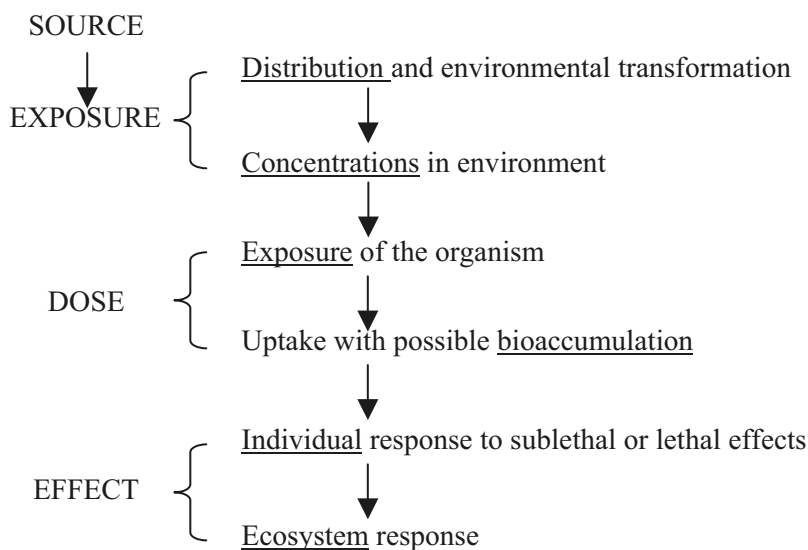 SOURCE
Distribution and environmental transformation
EXPOSURE
Concentrations in environment
Exposure of the organism
DOSE
Uptake with possible bioaccumulation
Individual response to sublethal or lethal effects
EFFECT
Ecosystem response